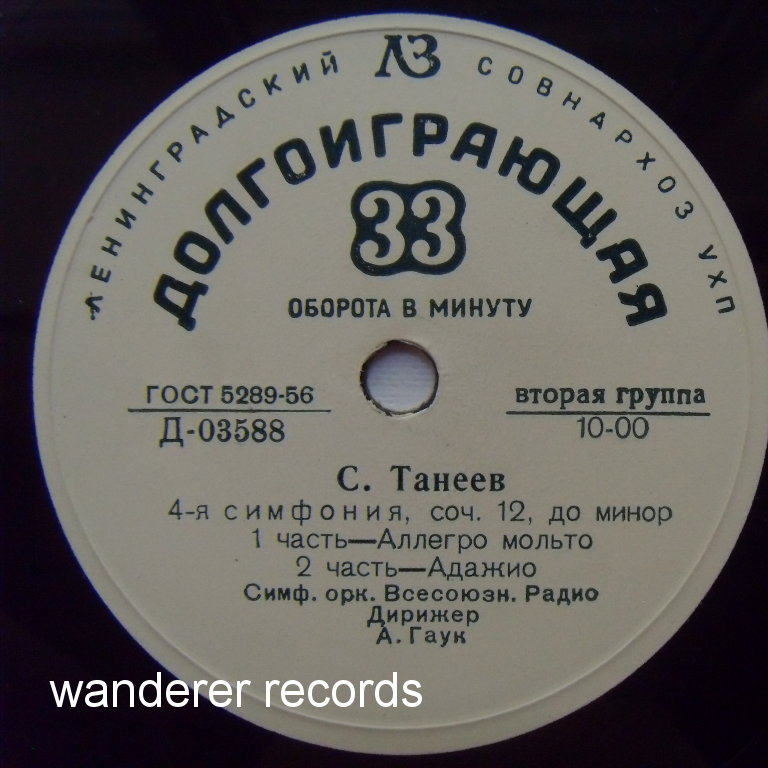 ЛЕНИНГРАДСКИЙ ЛЗ СОВНАРХОЗ УХП
ДОЛГОИГРАЮЩАЯ
33
ОБОРОТА В МИНУТУ
ГОСТ 5289-56
Д-03588
вторая группа
10-00
С. Танеев
4-я симфония, соч. 12, до минор
1 часть—Аллегро мольто
2 часть—Адажио
Симф. орк. Всесоюзн. Радио
Дирижер
А. Гаук
wanderer records